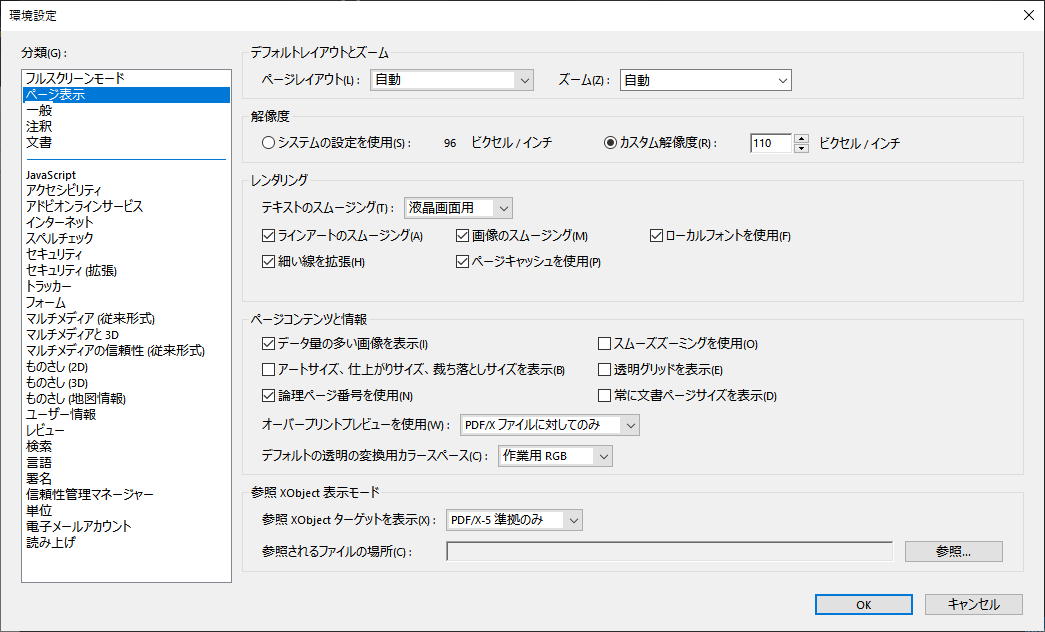 環境設定
分類(G) :
フルスクリーンモード
ページ表示
一般
注釈
文書
JavaScript
アクセシビリティ
アドビオンラインサービス
インターネット
スペルチェック
セキュリティ
セキュリティ (拡張)
トラッカー
フォーム
マルチメディア (従来形式)
マルチメディアと 3D
マルチメディアの信頼性 (従来形式)
ものさし (2D)
ものさし (3D)
ものさし (地図情報)
ユーザー情報
レビュー
検索
言語
署名
信頼性管理マネージャー
単位
電子メールアカウント
読み上げ
デフォルトレイアウトとズーム
ページレイアウト(L) : 自動 ズーム(Z) : 自動
解像度
システムの設定を使用(S) : 96 ピクセル / インチ カスタム解像度(R) : 110 ピクセル / インチ
レンダリング
テキストのスムージング(T) : 液晶画面用
ラインアートのスムージング(A) 画像のスムージング(M) ローカルフォントを使用(F)
細い線を拡張(H) ページキャッシュを使用(P)
ページコンテンツと情報
データ量の多い画像を表示(I) スムーズズーミングを使用(O)
アートサイズ、仕上がりサイズ、裁ち落としサイズを表示(B) 透明グリッドを表示(E)
論理ページ番号を使用(N) 常に文書ページサイズを表示(D)
オーバープリントプレビューを使用(W) : PDF/X ファイルに対してのみ
デフォルトの透明の変換用カラースペース(C) : 作業用 RGB
参照 XObject 表示モード
参照 XObject ターゲットを表示(X) : PDF/X-5 準拠のみ
参照されるファイルの場所(C) : 参照...
OK キャンセル